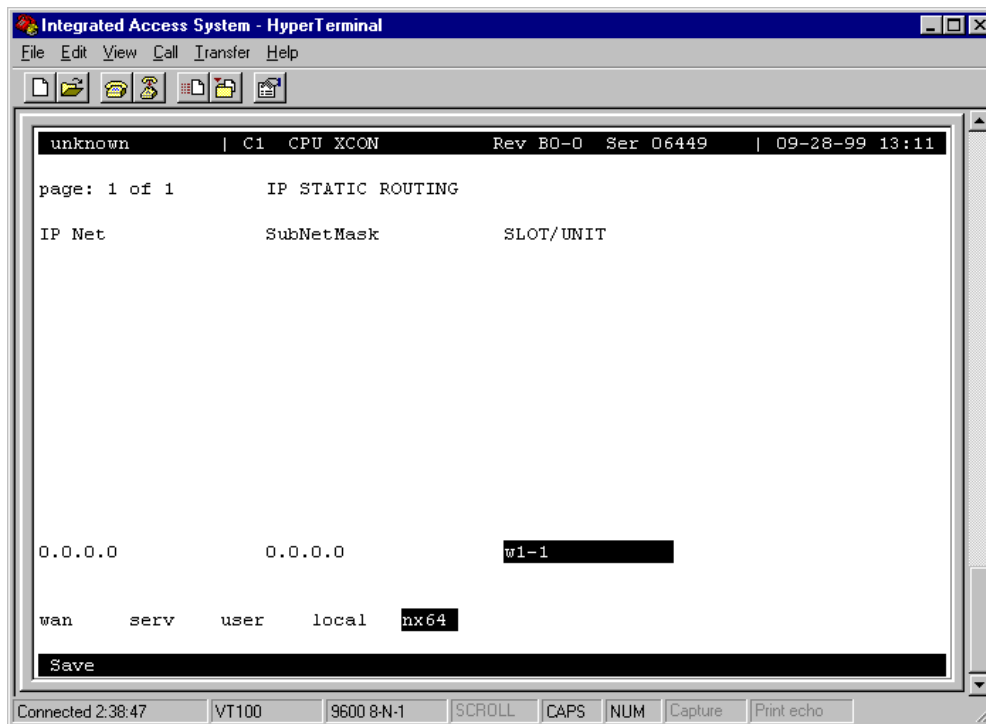 Integrated Access System - HyperTerminal
File Edit View Call Transfer Help
unknown | C1 CPU XCON Rev B0-0 Ser 06449 | 09-28-99 13:11
page: 1 of 1 IP STATIC ROUTING
IP Net SubNetMask SLOT/UNIT
0.0.0.0 0.0.0.0 w1-1
wan serv user local nx64
Save
Connected 2:38:47 VT100 9600 8-N-1 SCROLL CAPS NUM Capture Print echo